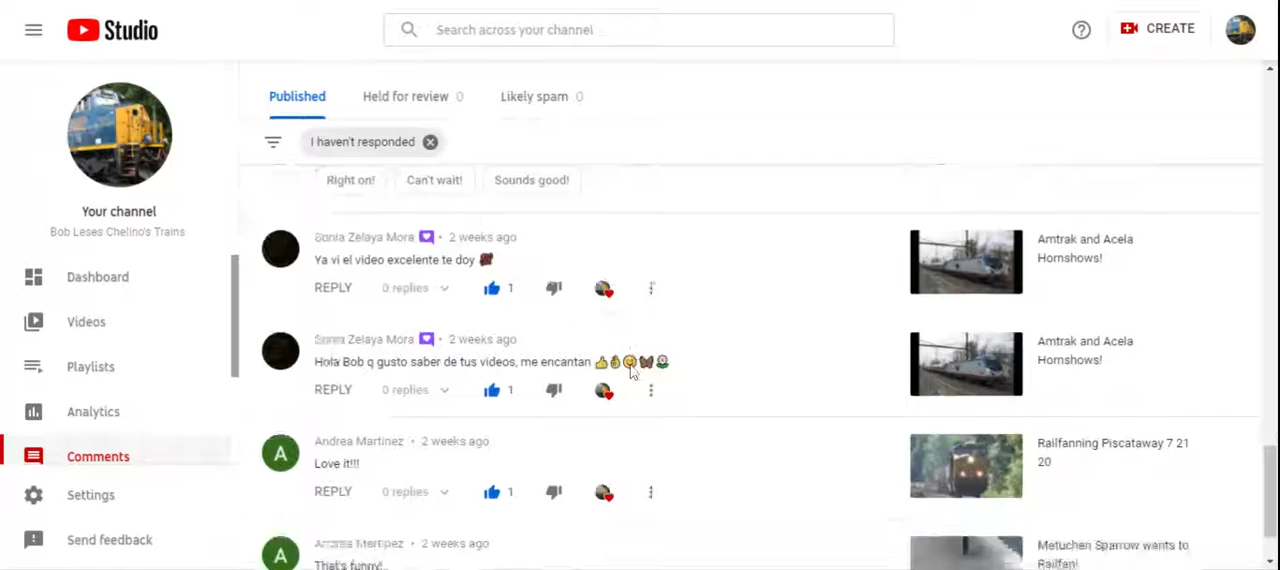 Studio
Search across your channel
CREATE
Your channel
Bob Leses Chelino's Trains
Dashboard
Videos
Playlists
Analytics
Comments
Settings
Send feedback
Published
Held for review 0
Likely spam 0
I haven't responded
Right on!
Can't wait!
Sounds good!
Sonia Zelaya Mora • 2 weeks ago
Ya vi el video excelente te doy 💯
REPLY 0 replies 1
Amtrak and Acela
Hornshows!
Zelaya Mora • 2 weeks ago
Hola Bob q gusto saber de tus videos, me encantan 👍👌😊🦋🌼
REPLY 0 replies 1
Amtrak and Acela
Hornshows!
A
Andrea Martinez • 2 weeks ago
Love it!!!
REPLY 0 replies 1
Railfanning Piscataway 7 21
20
A
Andrea Martinez • 2 weeks ago
That's funny!
Metuchen Sparrow wants to
Railfan!